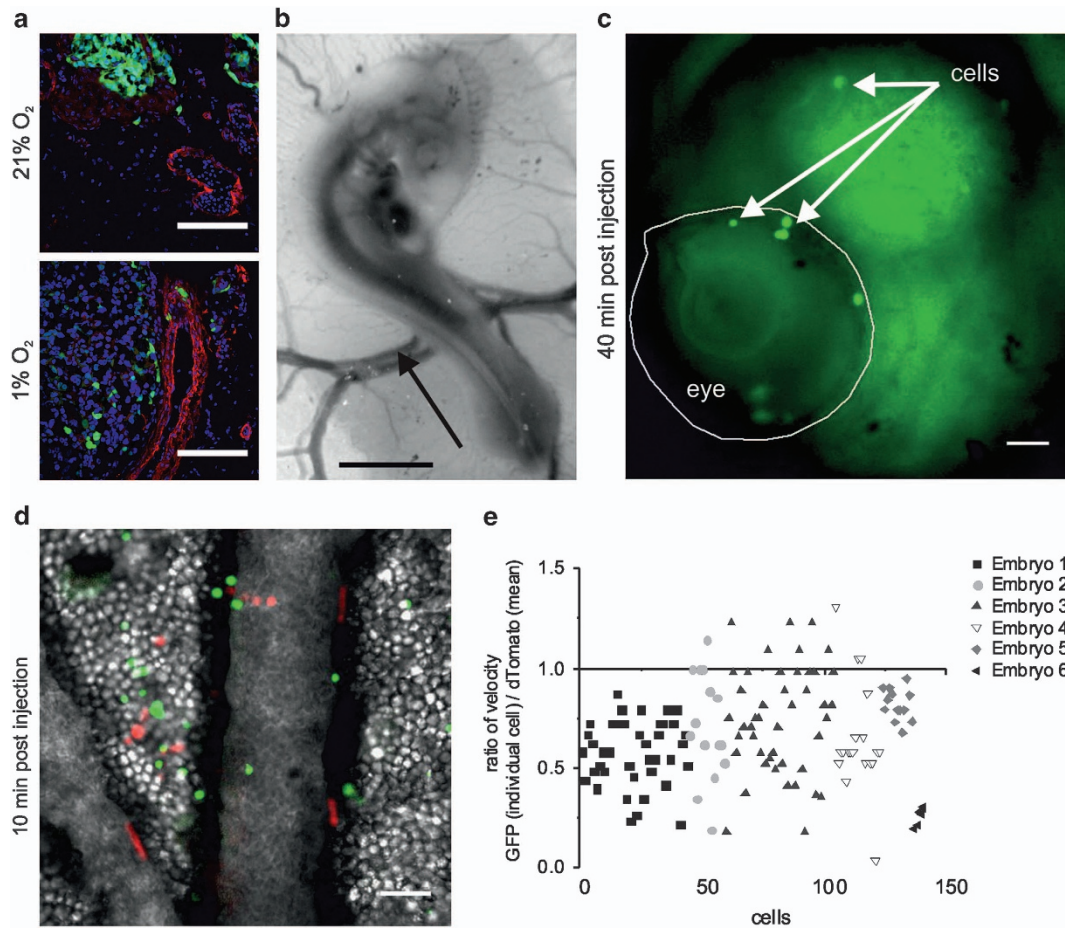 a
21% O₂
1% O₂
b
c
40 min post injection
cells
eye
d
10 min post injection
e
ratio of velocity
GFP (individual cell) / dTomato (mean)
1.5
1.0
0.5
0.0
0
50
100
150
cells
Embryo 1
Embryo 2
Embryo 3
Embryo 4
Embryo 5
Embryo 6